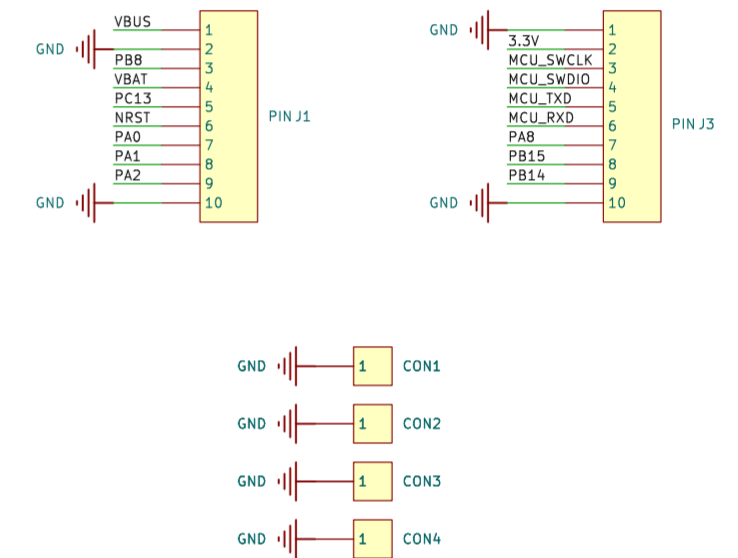 VBUS 1
GND 2
PB8 3
VBAT 4
PC13 5
NRST 6
PA0 7
PA1 8
PA2 9
GND 10
PIN J1
GND 1
3.3V 2
MCU_SWCLK 3
MCU_SWDIO 4
MCU_TXD 5
MCU_RXD 6
PA8 7
PB15 8
PB14 9
GND 10
PIN J3
GND 1 CON1
GND 1 CON2
GND 1 CON3
GND 1 CON4